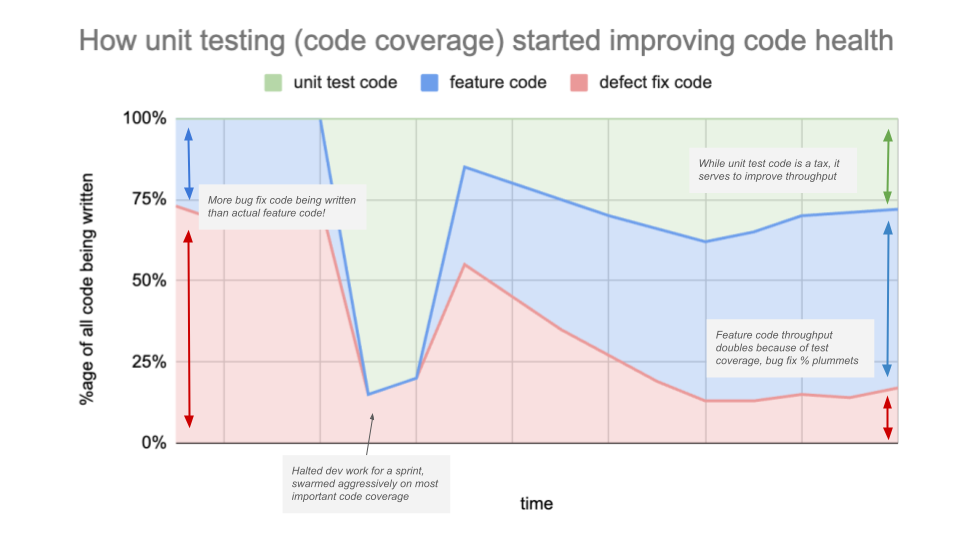 How unit testing (code coverage) started improving code health
unit test code
feature code
defect fix code
%age of all code being written
100%
75%
50%
25%
0%
More bug fix code being written
than actual feature code!
While unit test code is a tax, it
serves to improve throughput
Feature code throughput
doubles because of test
coverage, bug fix % plummets
Halted dev work for a sprint,
swarmed aggressively on most
important code coverage
time